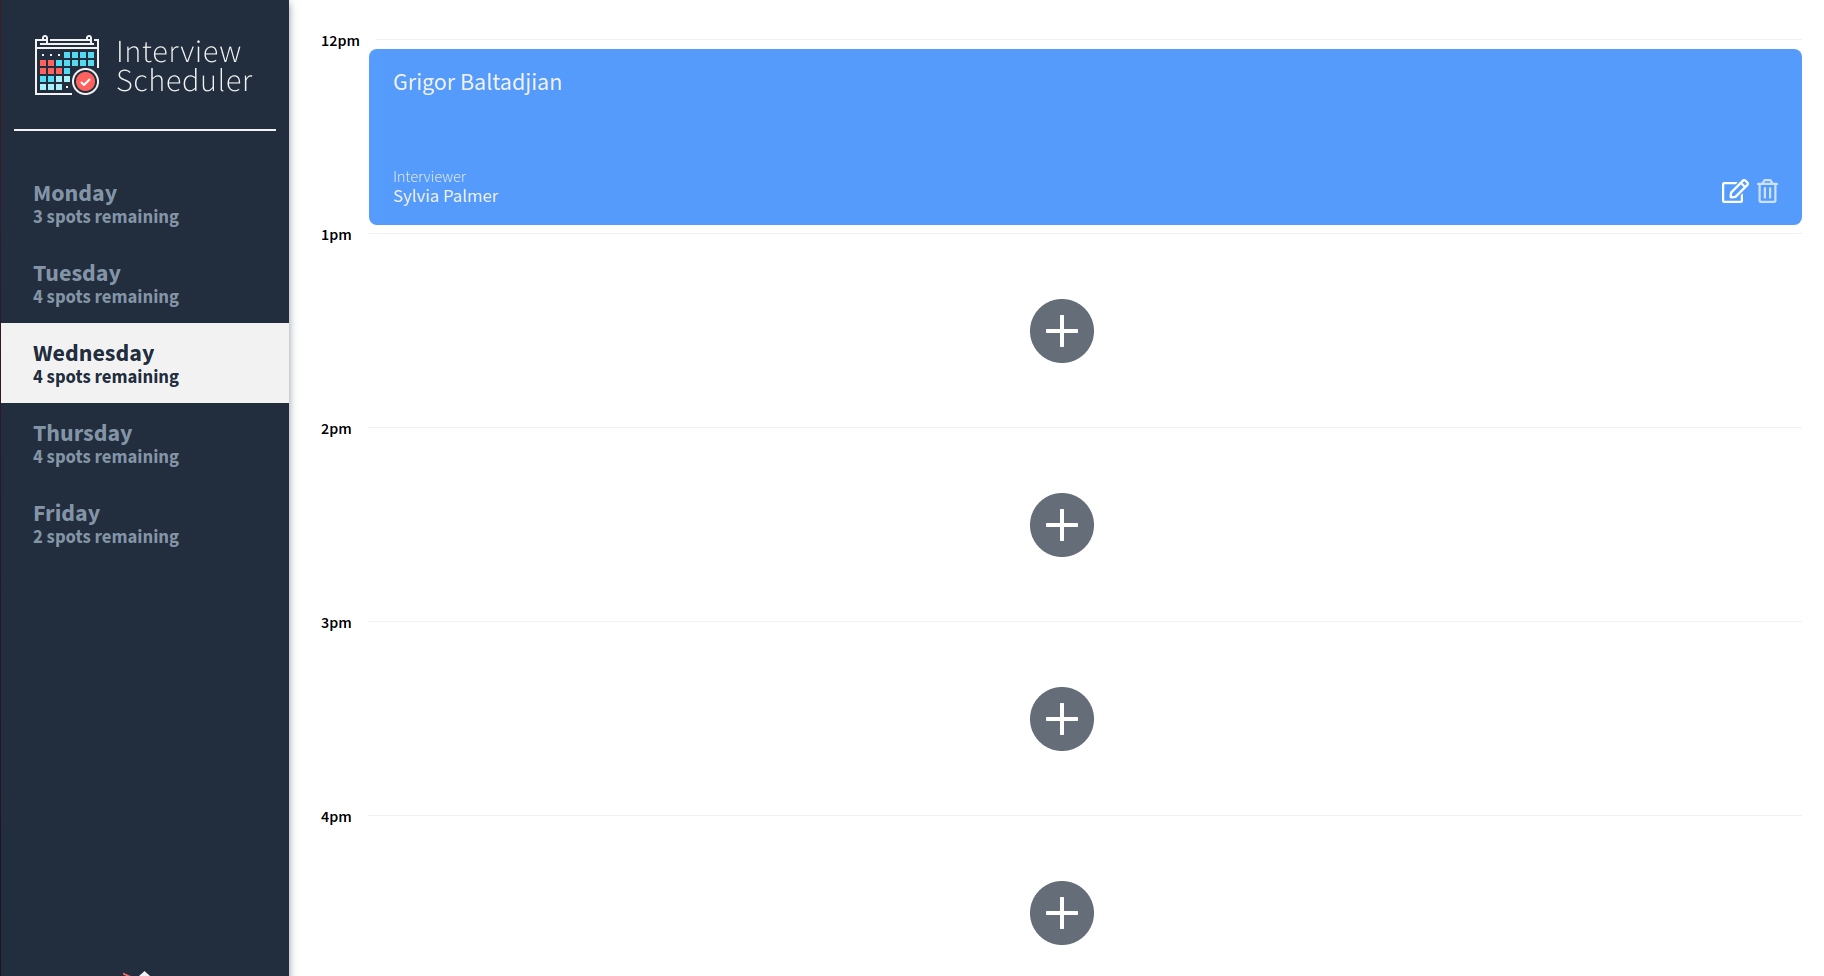 Interview
Scheduler
Monday
3 spots remaining
Tuesday
4 spots remaining
Wednesday
4 spots remaining
Thursday
4 spots remaining
Friday
2 spots remaining
12pm
Grigor Baltadjian
Interviewer
Sylvia Palmer
1pm
2pm
3pm
4pm